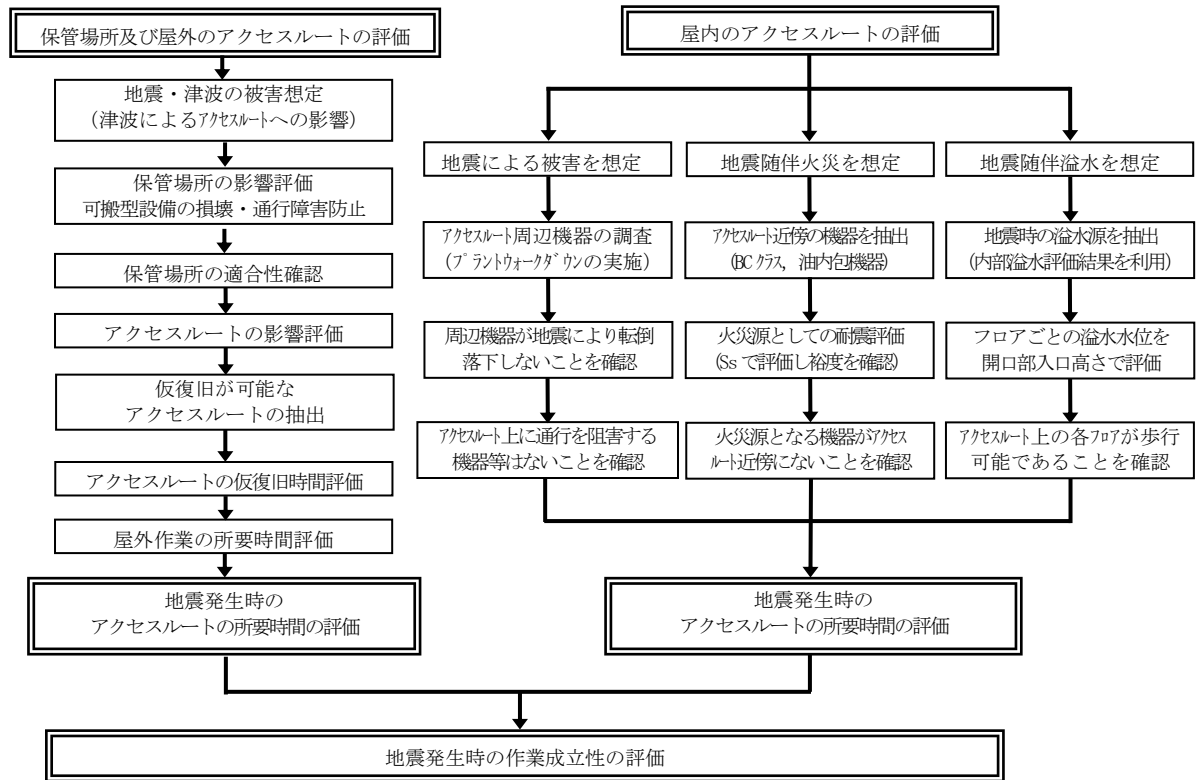 保管場所及び屋外のアクセスルートの評価
地震・津波の被害想定
(津波によるｱｸｾｽﾙｰﾄへの影響)
保管場所の影響評価
可搬型設備の損壊・通行障害防止
保管場所の適合性確認
アクセスルートの影響評価
仮復旧が可能な
アクセスルートの抽出
アクセスルートの仮復旧時間評価
屋外作業の所要時間評価
地震発生時の
アクセスルートの所要時間の評価
屋内のアクセスルートの評価
地震による被害を想定
ｱｸｾｽﾙｰﾄ周辺機器の調査
(ﾌﾟﾗﾝﾄｳｫｰｸﾀﾞｳﾝの実施)
周辺機器が地震により転倒
落下しないことを確認
ｱｸｾｽﾙｰﾄ上に通行を阻害する
機器等はないことを確認
地震随伴火災を想定
ｱｸｾｽﾙｰﾄ近傍の機器を抽出
(BCクラス，油内包機器)
火災源としての耐震評価
(Ssで評価し裕度を確認)
火災源となる機器がｱｸｾｽ
ﾙｰﾄ近傍にないことを確認
地震随伴溢水を想定
地震時の溢水源を抽出
(内部溢水評価結果を利用)
フロアごとの溢水水位を
開口部入口高さで評価
ｱｸｾｽﾙｰﾄ上の各ﾌﾛｱが歩行
可能であることを確認
地震発生時の
アクセスルートの所要時間の評価
地震発生時の作業成立性の評価